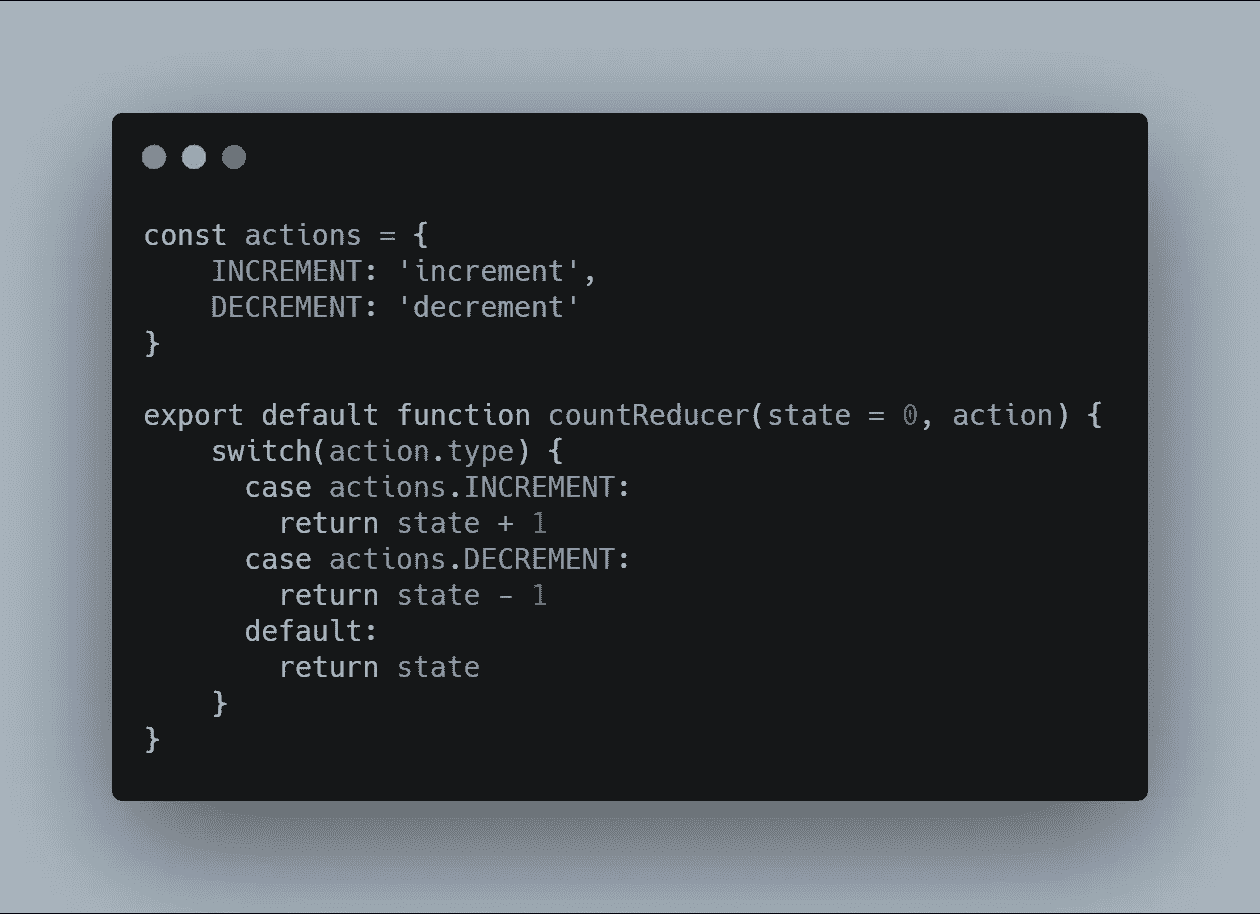 const actions = {
    INCREMENT: 'increment',
    DECREMENT: 'decrement'
}

export default function countReducer(state = 0, action) {
    switch(action.type) {
      case actions.INCREMENT:
        return state + 1
      case actions.DECREMENT:
        return state - 1
      default:
        return state
    }
}